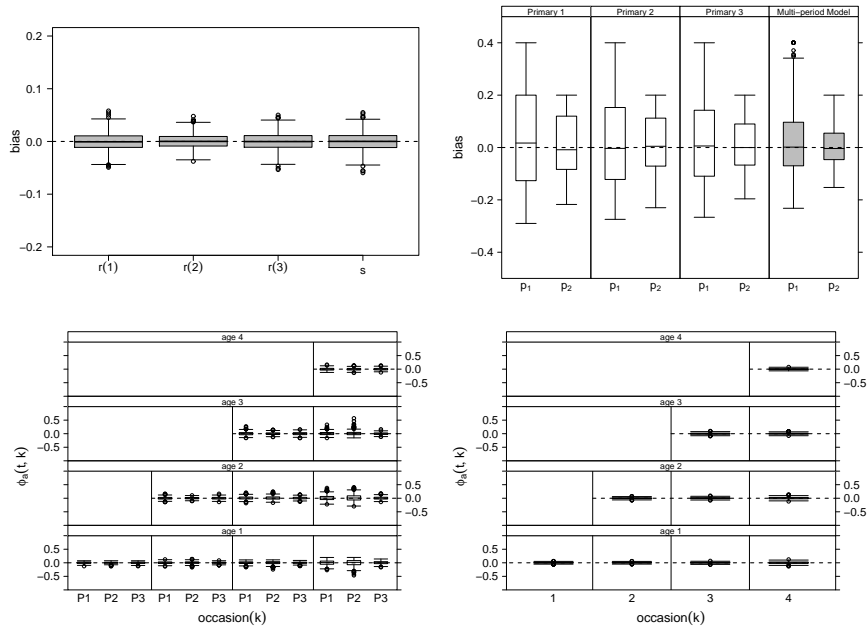 0.2
0.1
0.0
−0.1
−0.2
bias
r(1) r(2) r(3) s
Primary 1 Primary 2 Primary 3 Multi−period Model
0.4
0.2
0.0
−0.2
−0.4
bias
p1 p2 p1 p2 p1 p2 p1 p2
age 4
0.5
0.0
−0.5
age 3
0.5
0.0
−0.5
age 2
0.5
0.0
−0.5
age 1
0.5
0.0
−0.5
ϕa(t, k)
P1 P2 P3 P1 P2 P3 P1 P2 P3 P1 P2 P3
occasion(k)
age 4
0.5
0.0
−0.5
age 3
0.5
0.0
−0.5
age 2
0.5
0.0
−0.5
age 1
0.5
0.0
−0.5
ϕa(t, k)
1 2 3 4
occasion(k)